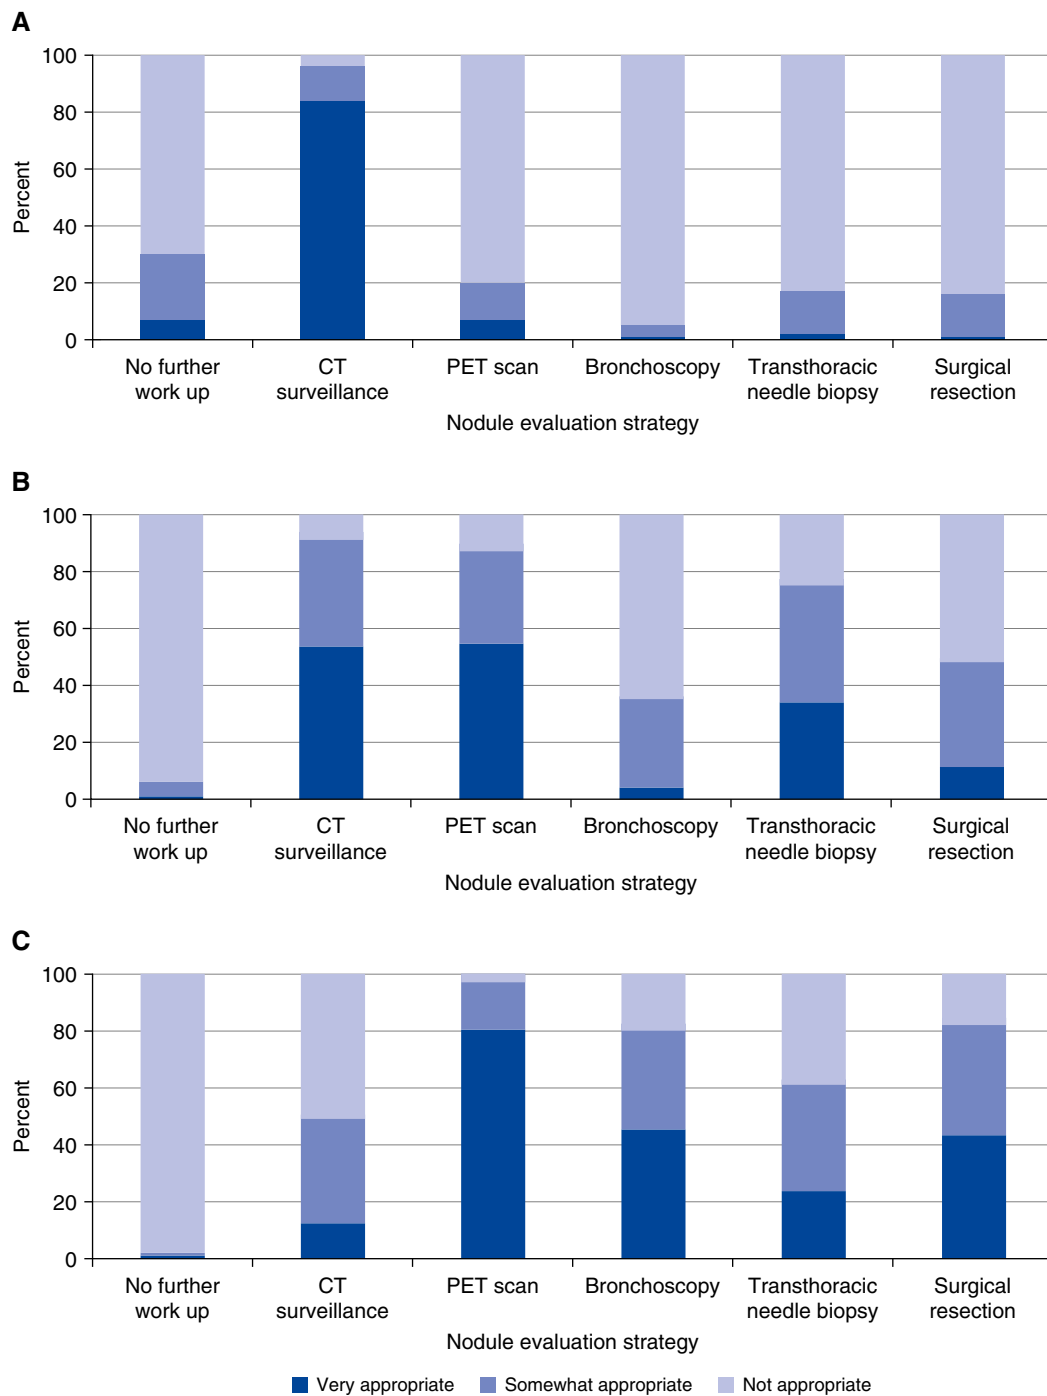 A
100
80
60
40
20
0
Percent
No further
work up
CT
surveillance
PET scan
Bronchoscopy
Transthoracic
needle biopsy
Surgical
resection
Nodule evaluation strategy
B
100
80
60
40
20
0
Percent
No further
work up
CT
surveillance
PET scan
Bronchoscopy
Transthoracic
needle biopsy
Surgical
resection
Nodule evaluation strategy
C
100
80
60
40
20
0
Percent
No further
work up
CT
surveillance
PET scan
Bronchoscopy
Transthoracic
needle biopsy
Surgical
resection
Nodule evaluation strategy
Very appropriate
Somewhat appropriate
Not appropriate